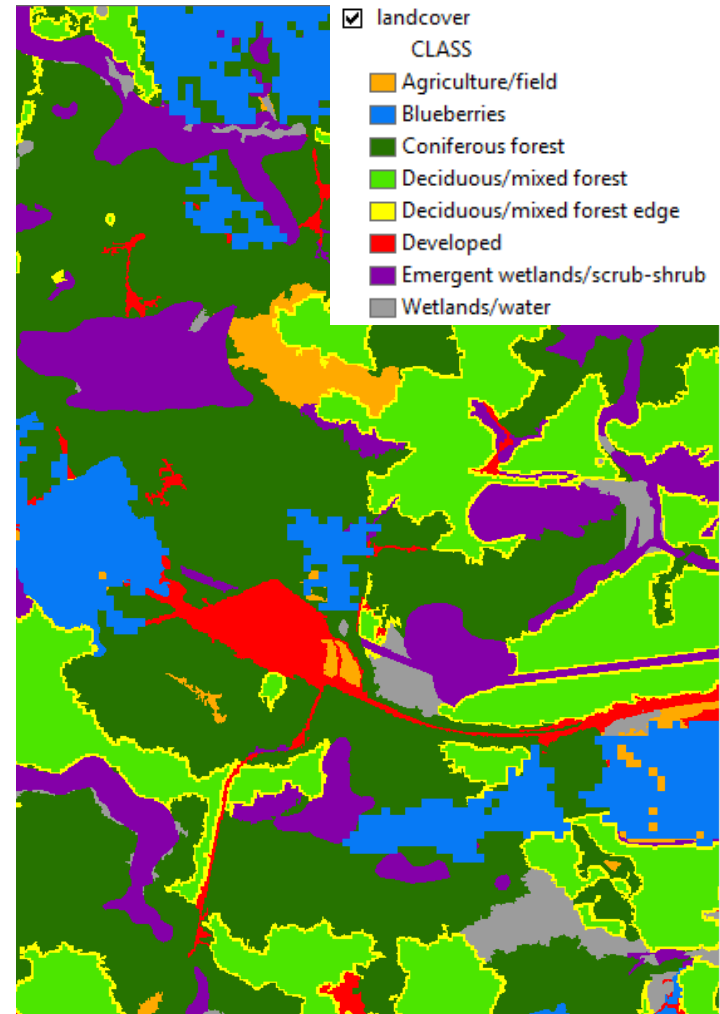 landcover
CLASS
Agriculture/field
Blueberries
Coniferous forest
Deciduous/mixed forest
Deciduous/mixed forest edge
Developed
Emergent wetlands/scrub-shrub
Wetlands/water